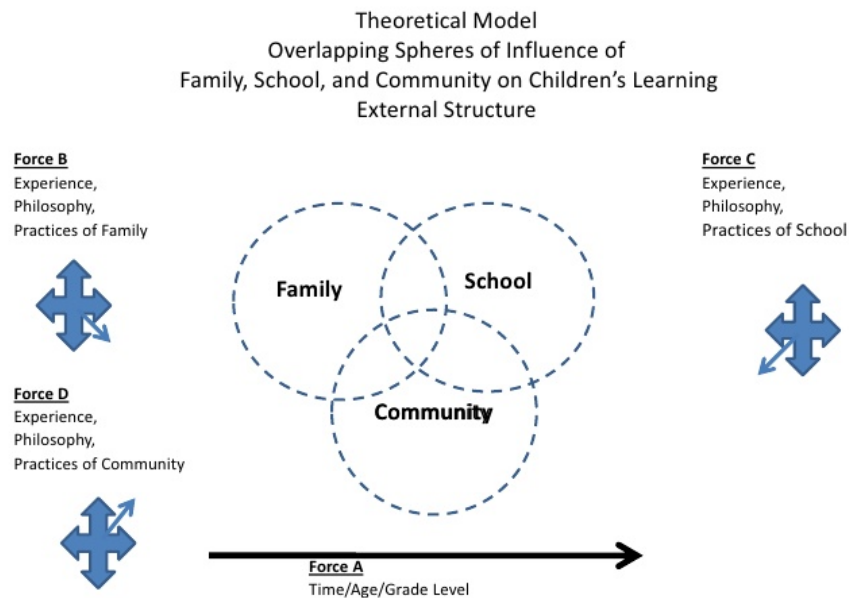 Theoretical Model
Overlapping Spheres of Influence of
Family, School, and Community on Children's Learning
External Structure
Force B
Experience,
Philosophy,
Practices of Family
Force C
Experience,
Philosophy,
Practices of School
Family
School
Community
Force D
Experience,
Philosophy,
Practices of Community
Force A
Time/Age/Grade Level